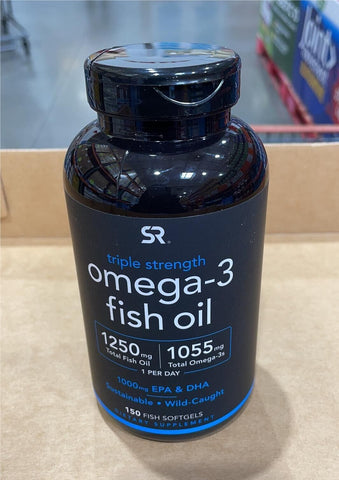 SR
triple strength
omega-3
fish oil
1250mg 1055mg
Total Fish Oil Total Omega-3s
1 PER DAY
1000mg EPA & DHA
Sustainable • Wild-Caught
150 FISH SOFTGELS
DIETARY SUPPLEMENT